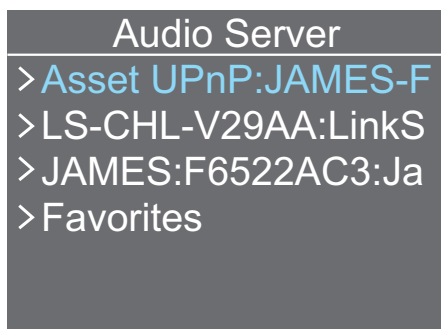 Audio Server
>Asset UPnP:JAMES-F
>LS-CHL-V29AA:LinkS
>JAMES:F6522AC3:Ja
>Favorites